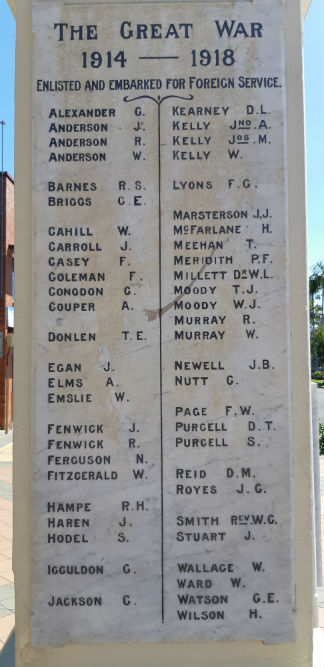 THE GREAT WAR
1914 — 1918
ENLISTED AND EMBARKED FOR FOREIGN SERVICE.
ALEXANDER G.
ANDERSON J.
ANDERSON R.
ANDERSON W.
BARNES R.S.
BRIGGS G.E.
CAHILL W.
CARROLL J.
CASEY F.
COLEMAN F.
CONGDON G.
COUPER A.
DONLEN T.E.
EGAN J.
ELMS A.
EMSLIE W.
FENWICK J.
FENWICK R.
FERGUSON N.
FITZGERALD W.
HAMPE R.H.
HAREN J.
HODEL S.
IGGULDON G.
JACKSON G.
KEARNEY D.L.
KELLY JNO. A.
KELLY JOS. M.
KELLY W.
LYONS F.G.
MARSTERSON J.J.
McFARLANE H.
MEEHAN T.
MERIDITH P.F.
MILLETT DR W.L.
MOODY T.J.
MOODY W.J.
MURRAY R.
MURRAY W.
NEWELL J.B.
NUTT G.
PAGE F.W.
PURCELL D.T.
PURCELL S.
REID D.M.
ROYES J.G.
SMITH REV. W.G.
STUART J.
WALLAGE W.
WARD W.
WATSON G.E.
WILSON H.